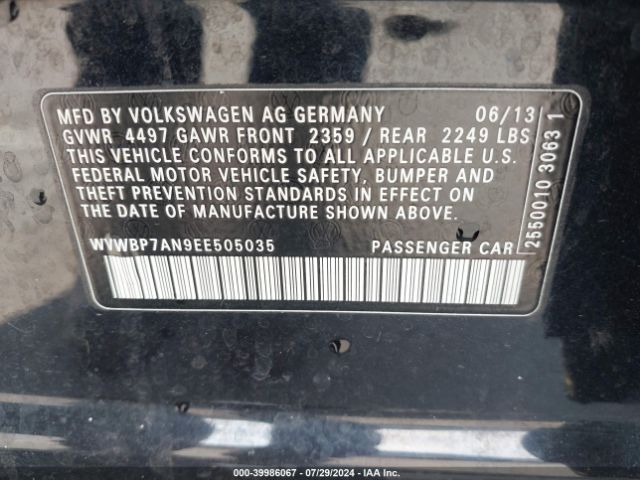 MFD BY VOLKSWAGEN AG GERMANY 06/13
GVWR 4497 GAWR FRONT 2359 / REAR 2249 LBS
THIS VEHICLE CONFORMS TO ALL APPLICABLE U.S.
FEDERAL MOTOR VEHICLE SAFETY, BUMPER AND
THEFT PREVENTION STANDARDS IN EFFECT ON
THE DATE OF MANUFACTURE SHOWN ABOVE.
WVWBP7AN9EE505035 PASSENGER CAR
2550010 3063 1
000-39986067 / 07/29/2024 - IAA Inc.